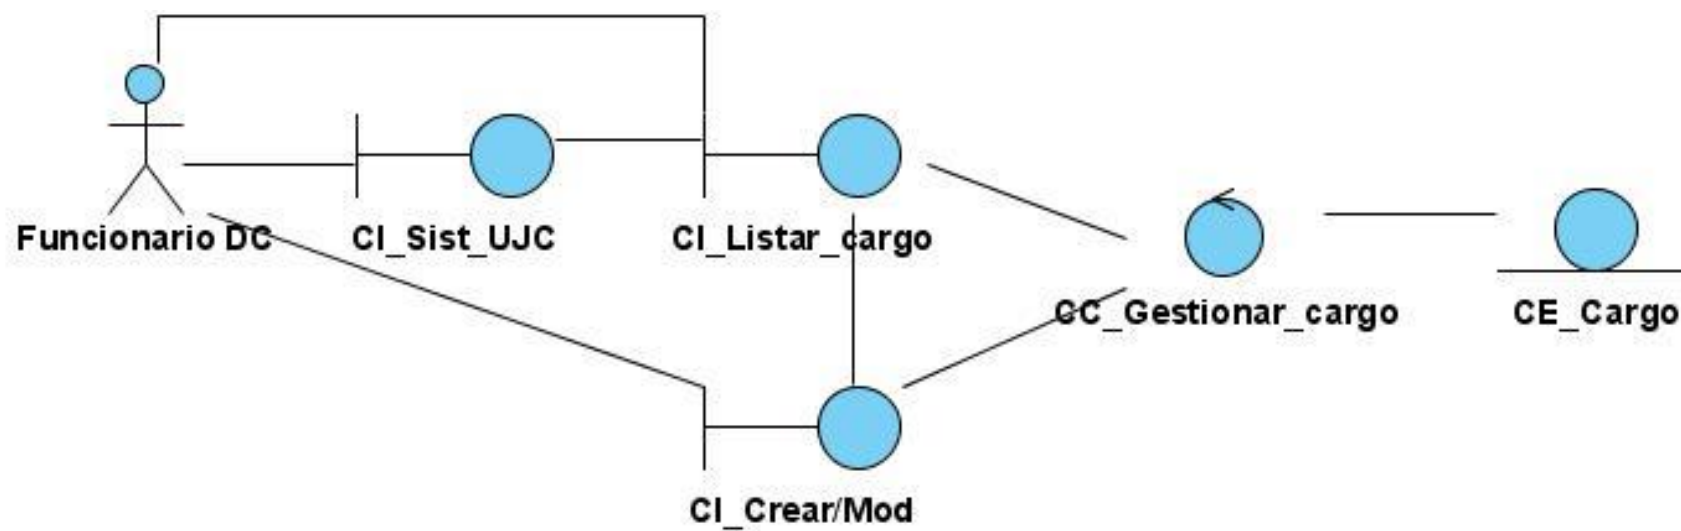 Funcionario DC
CI_Sist_UJC
CI_Listar_cargo
CC_Gestionar_cargo
CE_Cargo
CI_Crear/Mod